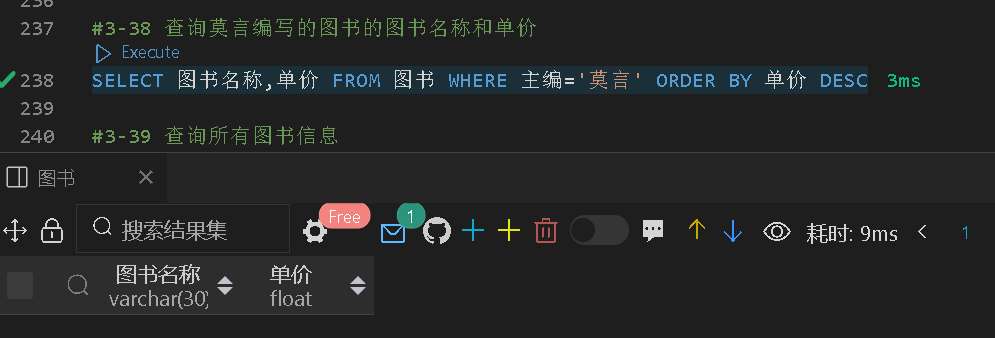 236
237 #3-38 查询莫言编写的图书的图书名称和单价
Execute
238 SELECT 图书名称,单价 FROM 图书 WHERE 主编='莫言' ORDER BY 单价 DESC 3ms
239
240 #3-39 查询所有图书信息
图书
搜索结果集 Free 1 耗时: 9ms 1
图书名称 单价
varchar(30) float